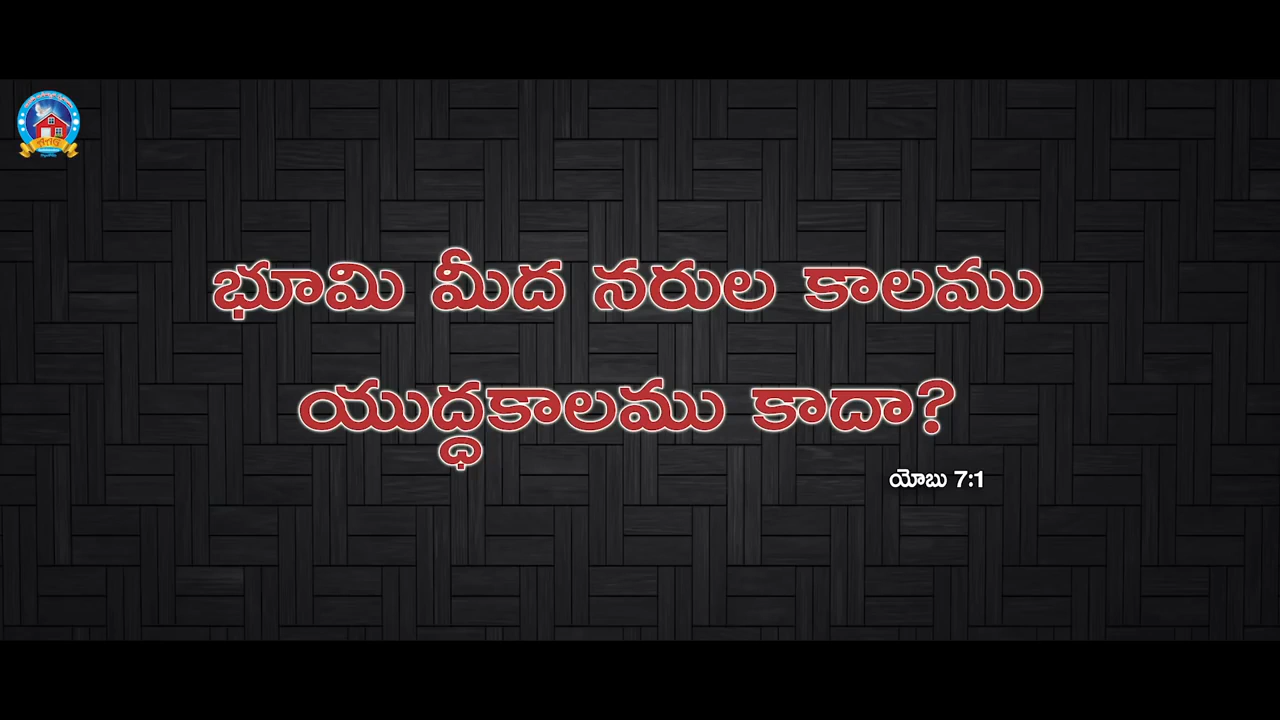 భూమి మీద నరుల కాలము
యుద్ధకాలము కాదా?
యోబు 7:1